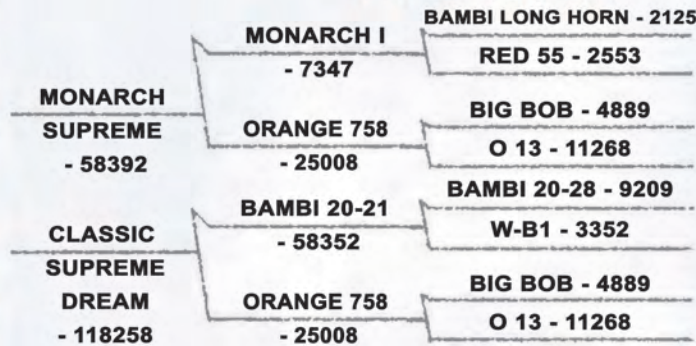 MONARCH
SUPREME
- 58392
CLASSIC
SUPREME
DREAM
- 118258
MONARCH I
- 7347
ORANGE 758
- 25008
BAMBI 20-21
- 58352
ORANGE 758
- 25008
BAMBI LONG HORN - 2125
RED 55 - 2553
BIG BOB - 4889
O 13 - 11268
BAMBI 20-28 - 9209
W-B1 - 3352
BIG BOB - 4889
O 13 - 11268